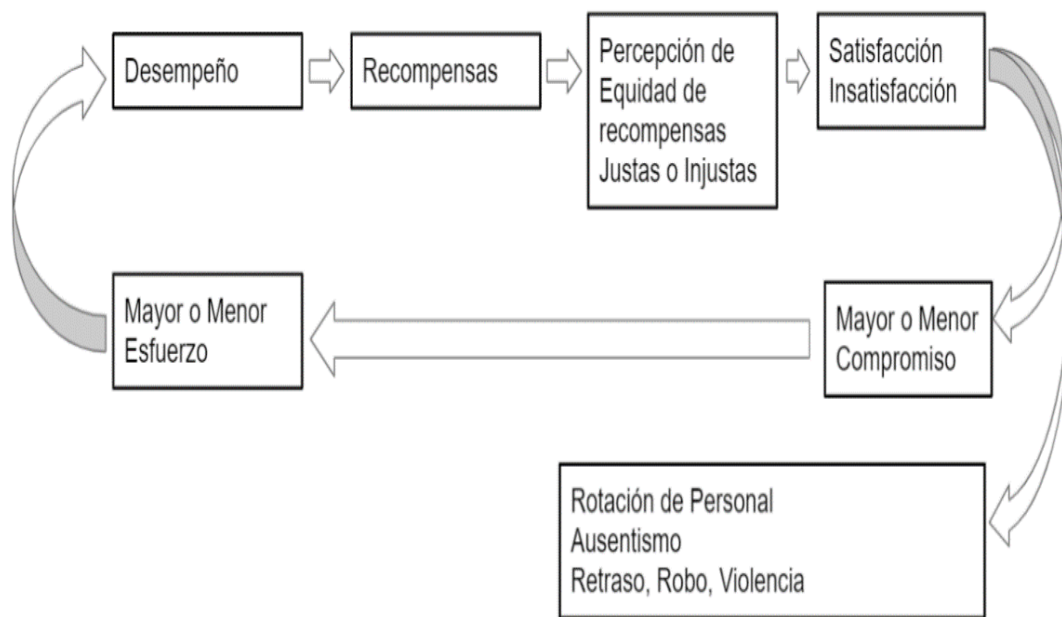 Desempeño
Recompensas
Percepción de
Equidad de
recompensas
Justas o Injustas
Satisfacción
Insatisfacción
Mayor o Menor
Esfuerzo
Mayor o Menor
Compromiso
Rotación de Personal
Ausentismo
Retraso, Robo, Violencia